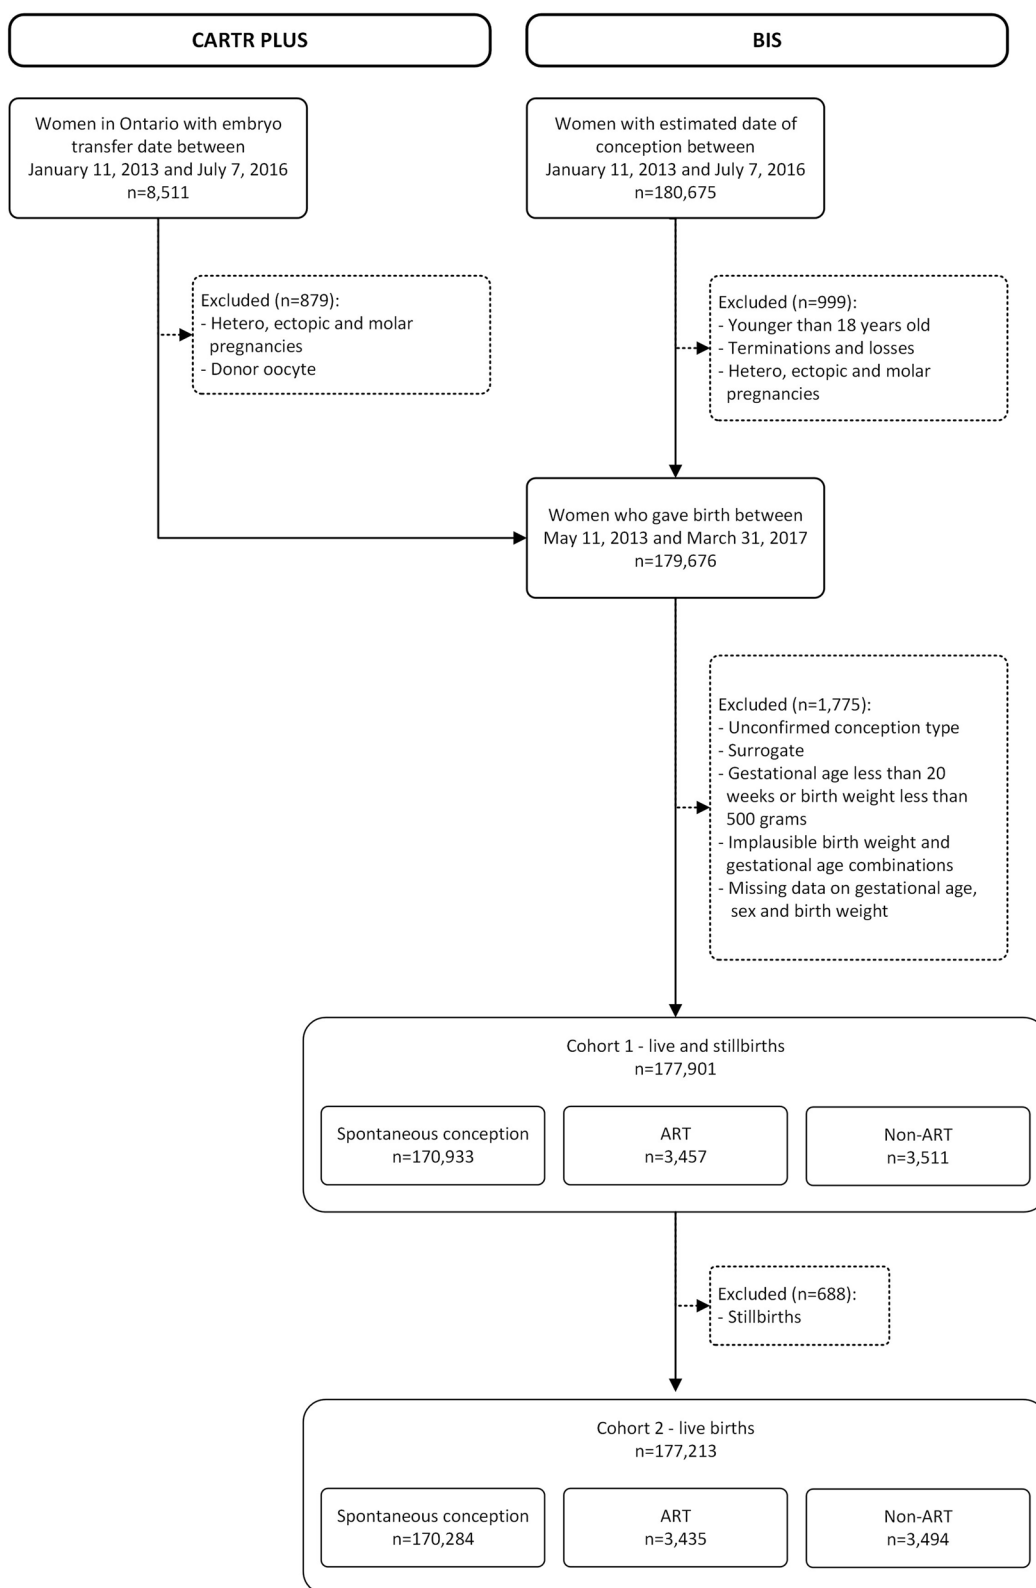 CARTR PLUS
BIS
Women in Ontario with embryo
transfer date between
January 11, 2013 and July 7, 2016
n=8,511
Women with estimated date of
conception between
January 11, 2013 and July 7, 2016
n=180,675
Excluded (n=879):
- Hetero, ectopic and molar
pregnancies
- Donor oocyte
Excluded (n=999):
- Younger than 18 years old
- Terminations and losses
- Hetero, ectopic and molar
pregnancies
Women who gave birth between
May 11, 2013 and March 31, 2017
n=179,676
Excluded (n=1,775):
- Unconfirmed conception type
- Surrogate
- Gestational age less than 20
weeks or birth weight less than
500 grams
- Implausible birth weight and
gestational age combinations
- Missing data on gestational age,
sex and birth weight
Cohort 1 - live and stillbirths
n=177,901
Spontaneous conception
n=170,933
ART
n=3,457
Non-ART
n=3,511
Excluded (n=688):
- Stillbirths
Cohort 2 - live births
n=177,213
Spontaneous conception
n=170,284
ART
n=3,435
Non-ART
n=3,494